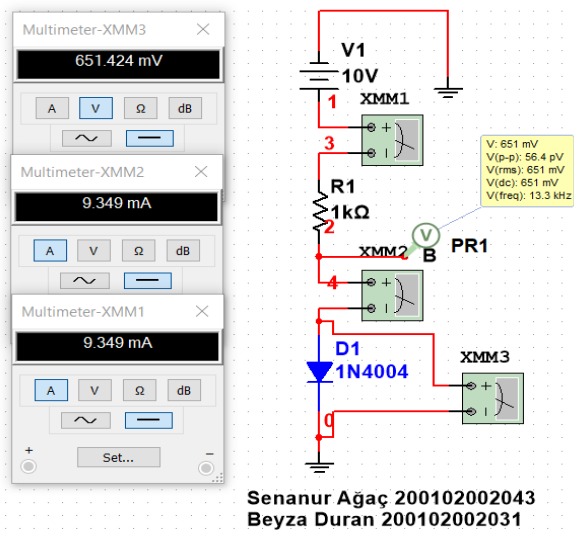 Multimeter-XMM3
651.424 mV
A V Ω dB
Multimeter-XMM2
9.349 mA
A V Ω dB
Multimeter-XMM1
9.349 mA
A V Ω dB
+ Set... −
V1
10V
1
XMM1
+
3
R1
1kΩ
2
V
B
PR1
V: 651 mV
V(p-p): 56.4 pV
V(rms): 651 mV
V(dc): 651 mV
V(freq): 13.3 kHz
XMM2
4
+
D1
1N4004
XMM3
+
0
Senanur Ağaç 200102002043
Beyza Duran 200102002031